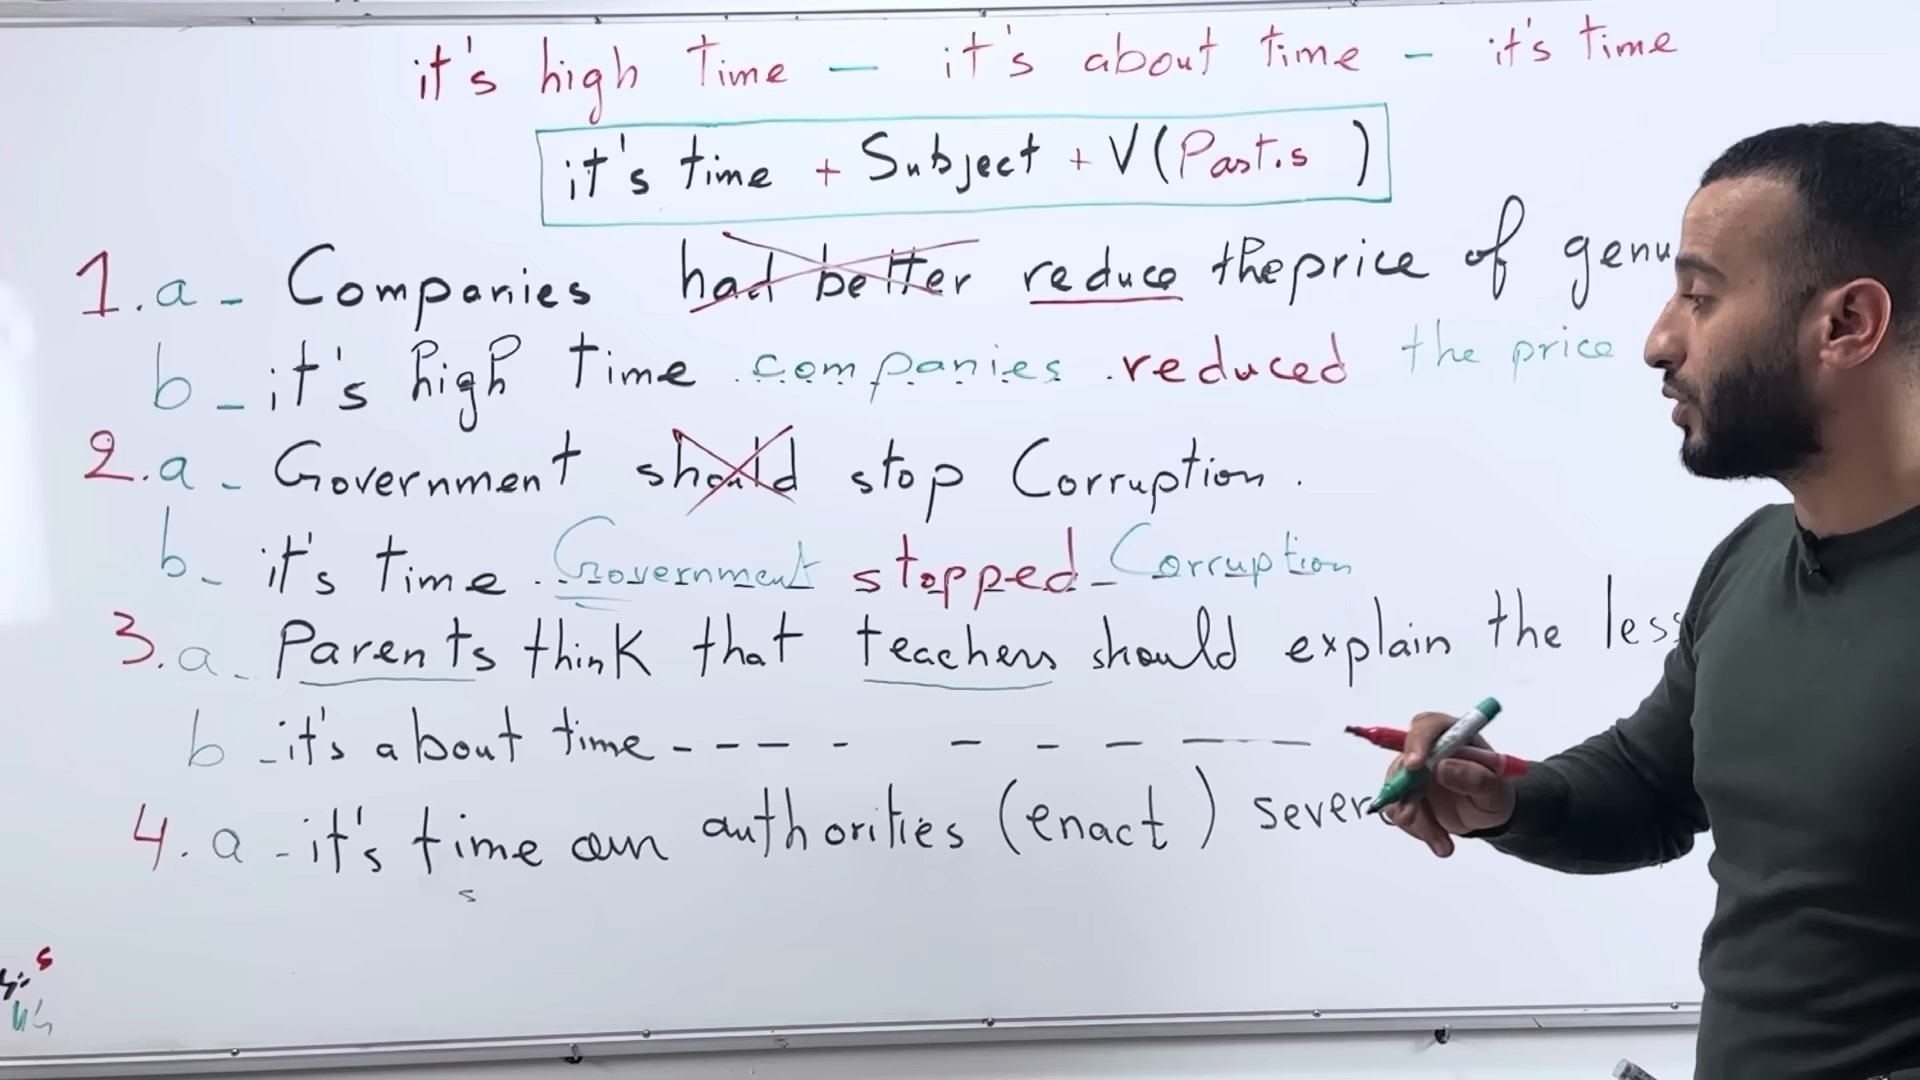 it's high Time – it's about time – it's time
it's time + Subject + V(Past.s )
1. a - Companies had better reduce the price of genu
b - it's high time companies reduced the price
2. a - Government should stop Corruption.
b - it's time Government stopped Corruption
3. a - Parents think that teachers should explain the less
b - it's about time - - - - - - - - -
4. a - it's time our authorities (enact) sever
s
s